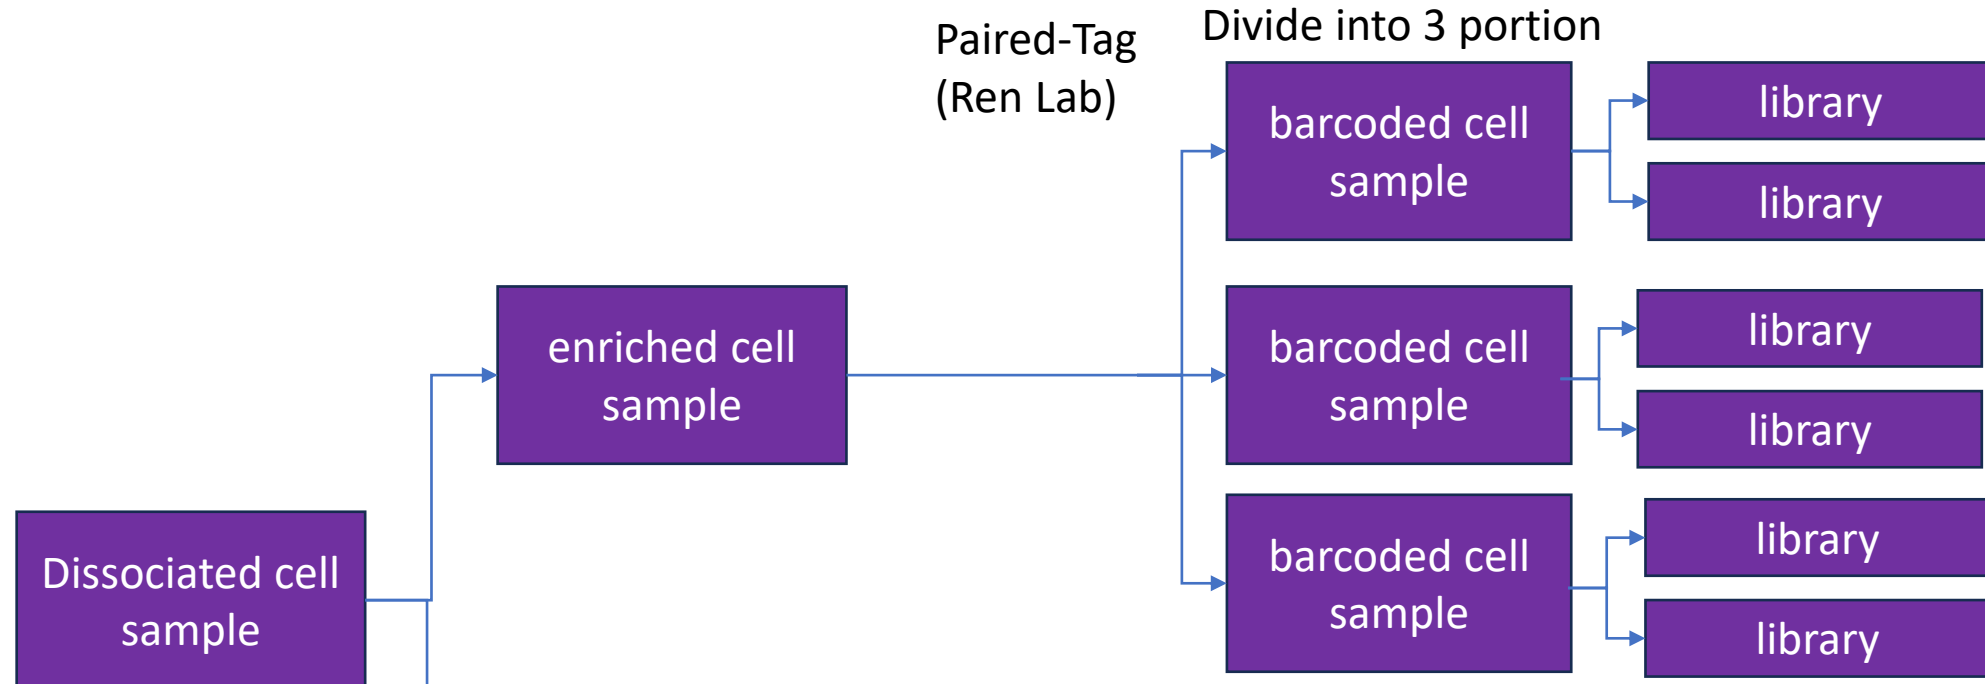 Paired-Tag
(Ren Lab)
Divide into 3 portion
barcoded cell
sample
library
library
enriched cell
sample
barcoded cell
sample
library
library
Dissociated cell
sample
barcoded cell
sample
library
library